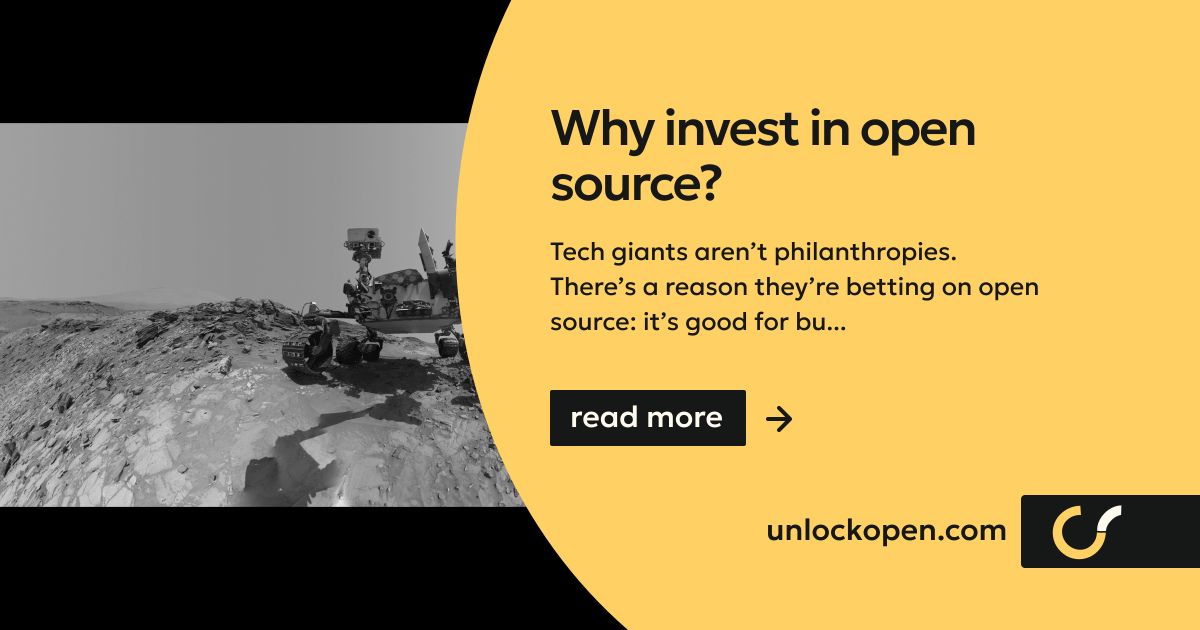 Why invest in open
source?
Tech giants aren’t philanthropies.
There’s a reason they’re betting on open
source: it’s good for bu...
read more
unlockopen.com